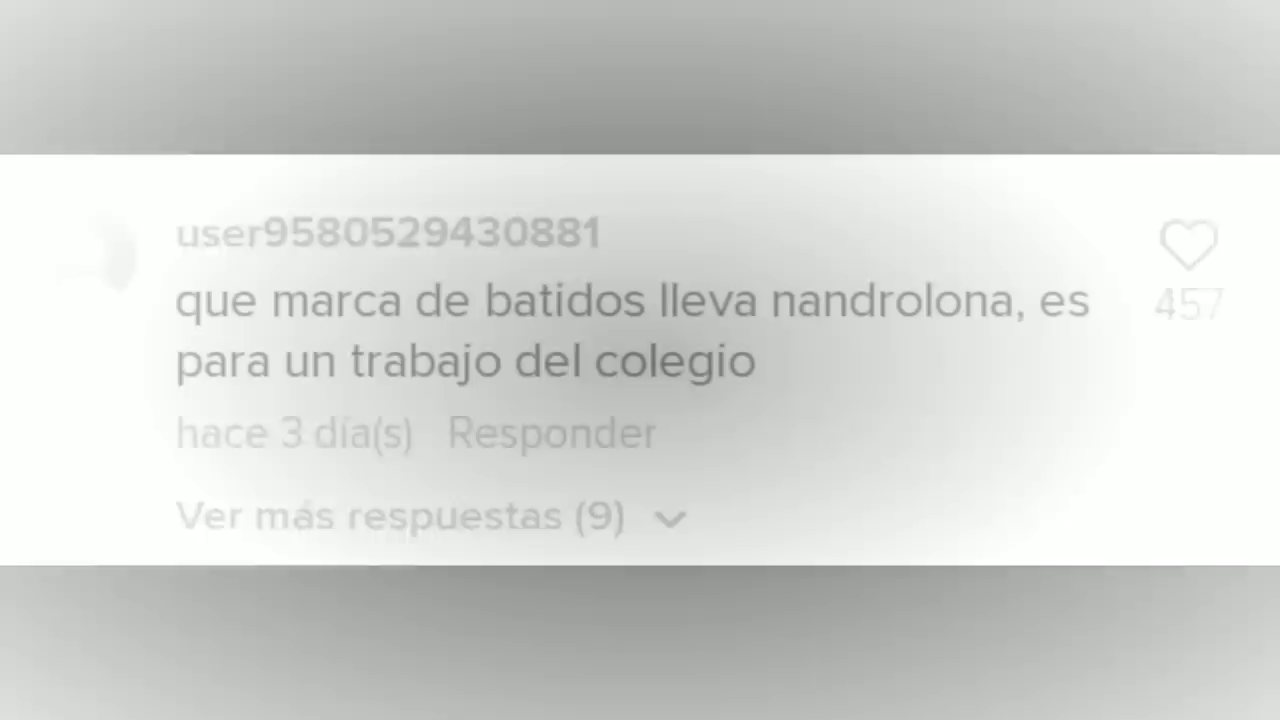 user9580529430881
que marca de batidos lleva nandrolona, es
457
para un trabajo del colegio
hace 3 día(s) Responder
Ver más respuestas (9)